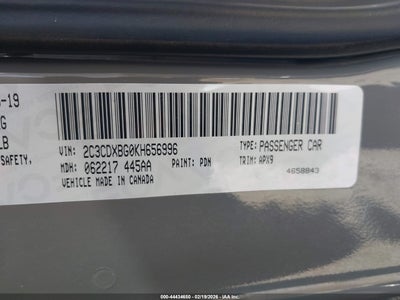 -19
G
LB
SAFETY,
VIN: 2C3CDXBG0KH656996 TYPE: PASSENGER CAR
MDH: 062217 445AA PAINT: PDN TRIM: APX9
VEHICLE MADE IN CANADA
4658843
000-44434650 | 02/19/2026 | IAA Inc.